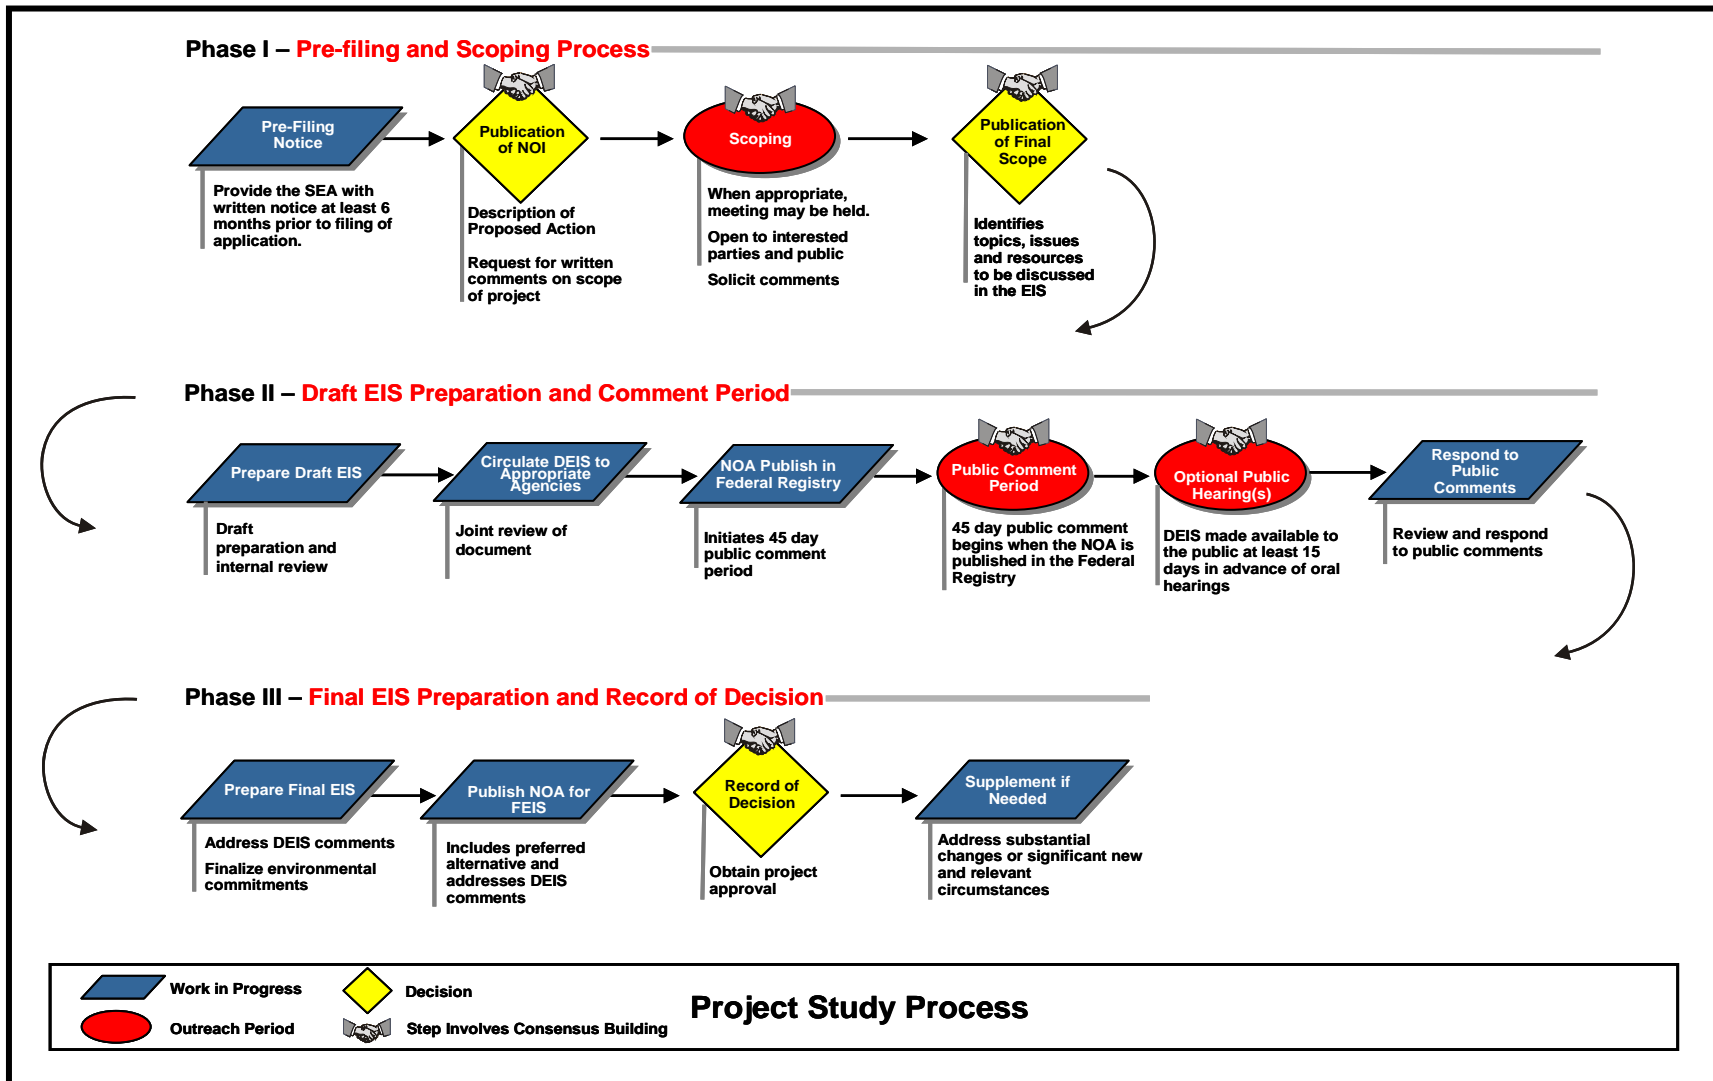 Phase I – Pre-filing and Scoping Process
Pre-Filing
Notice
Provide the SEA with
written notice at least 6
months prior to filing of
application.
Publication
of NOI
Description of
Proposed Action
Request for written
comments on scope
of project
Scoping
When appropriate,
meeting may be held.
Open to interested
parties and public
Solicit comments
Publication
of Final
Scope
Identifies
topics, issues
and resources
to be discussed
in the EIS
Phase II – Draft EIS Preparation and Comment Period
Prepare Draft EIS
Draft
preparation and
internal review
Circulate DEIS to
Appropriate
Agencies
Joint review of
document
NOA Publish in
Federal Registry
Initiates 45 day
public comment
period
Public Comment
Period
45 day public comment
begins when the NOA is
published in the Federal
Registry
Optional Public
Hearing(s)
DEIS made available to
the public at least 15
days in advance of oral
hearings
Respond to
Public
Comments
Review and respond
to public comments
Phase III – Final EIS Preparation and Record of Decision
Prepare Final EIS
Address DEIS comments
Finalize environmental
commitments
Publish NOA for
FEIS
Includes preferred
alternative and
addresses DEIS
comments
Record of
Decision
Obtain project
approval
Supplement if
Needed
Address substantial
changes or significant new
and relevant
circumstances
Work in Progress
Decision
Outreach Period
Step Involves Consensus Building
Project Study Process